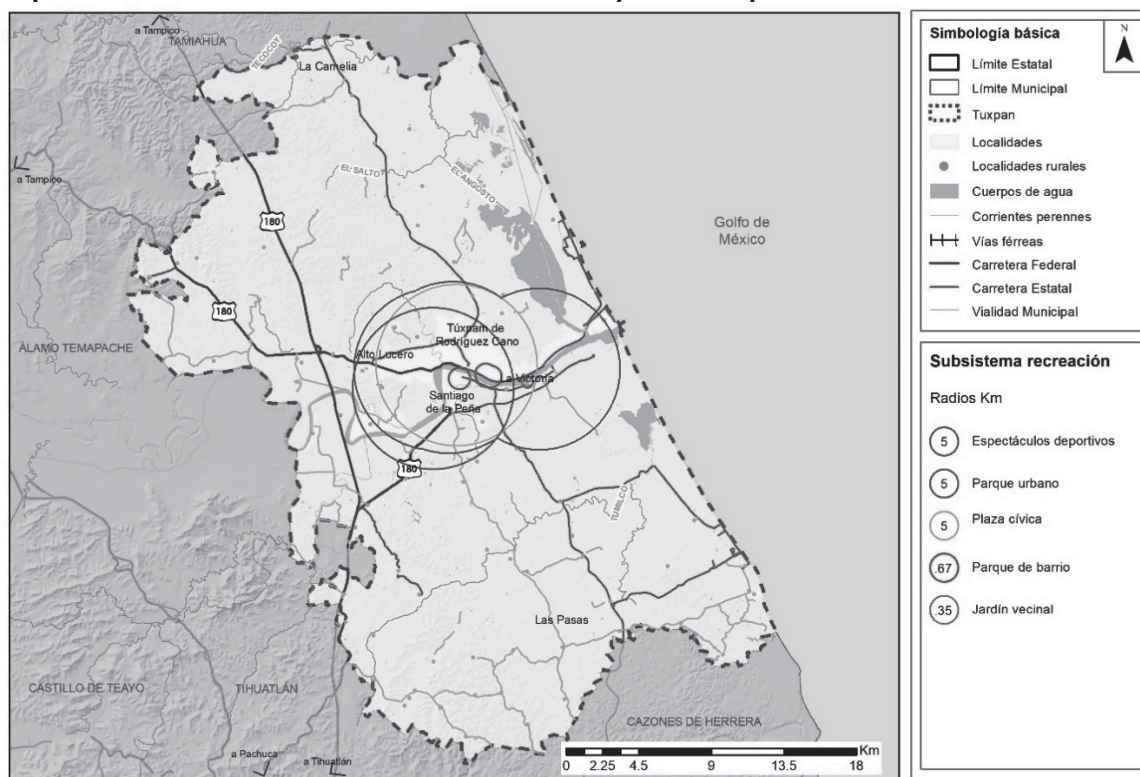 a Tampico
TAMIAHUA
TECOCOY
La Camelia
a Tampico
EL SALTO
EL ANGOSTO
180
Golfo de
México
180
Túxpam de
Rodríguez Cano
ÁLAMO TEMAPACHE
Alto Lucero
La Victoria
Santiago
de la Peña
180
TUMILCO
Las Pasas
CASTILLO DE TEAYO
TIHUATLÁN
CAZONES DE HERRERA
a Pachuca
a Tihuatlán
Km
0 2.25 4.5 9 13.5 18
Simbología básica
N
Límite Estatal
Límite Municipal
Tuxpan
Localidades
Localidades rurales
Cuerpos de agua
Corrientes perennes
Vías férreas
Carretera Federal
Carretera Estatal
Vialidad Municipal
Subsistema recreación
Radios Km
5 Espectáculos deportivos
5 Parque urbano
5 Plaza cívica
.67 Parque de barrio
.35 Jardín vecinal